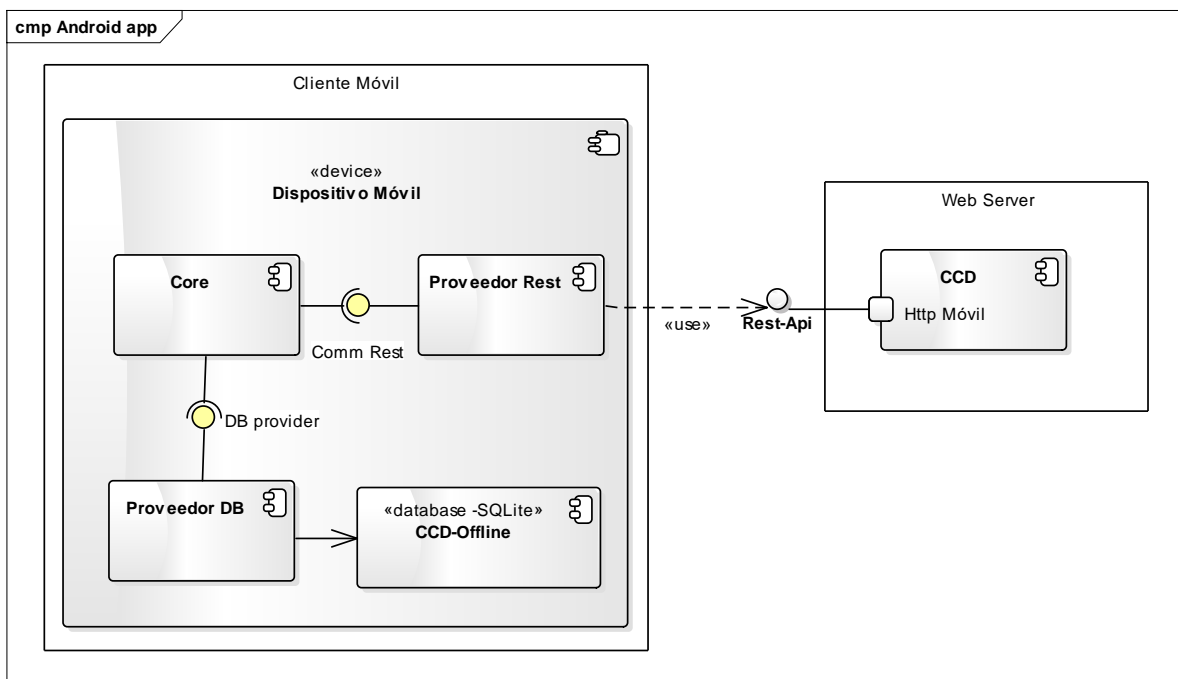 cmp Android app
Cliente Móvil
«device»
Dispositivo Móvil
Web Server
Core
Proveedor Rest
CCD
Http Móvil
«use»
Rest-Api
Comm Rest
DB provider
Proveedor DB
«database -SQLite»
CCD-Offline